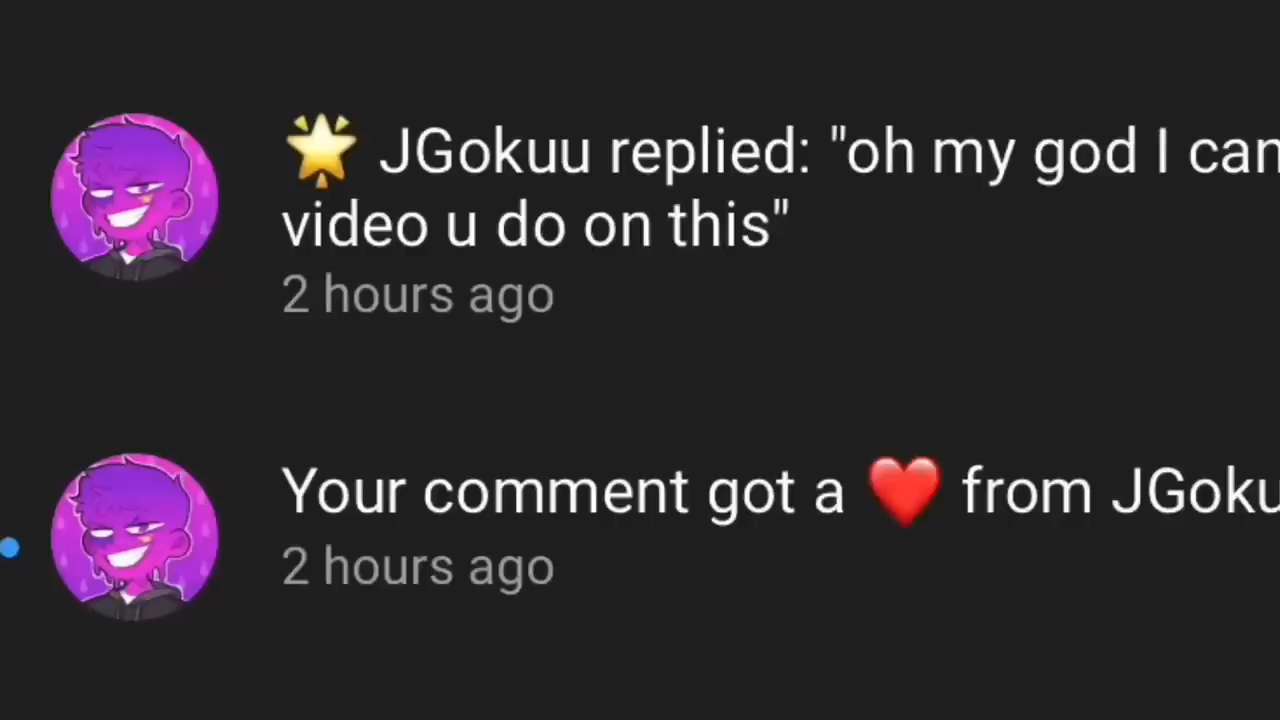 🌟 JGokuu replied: "oh my god I can
video u do on this"
2 hours ago
Your comment got a ❤️ from JGoku
2 hours ago